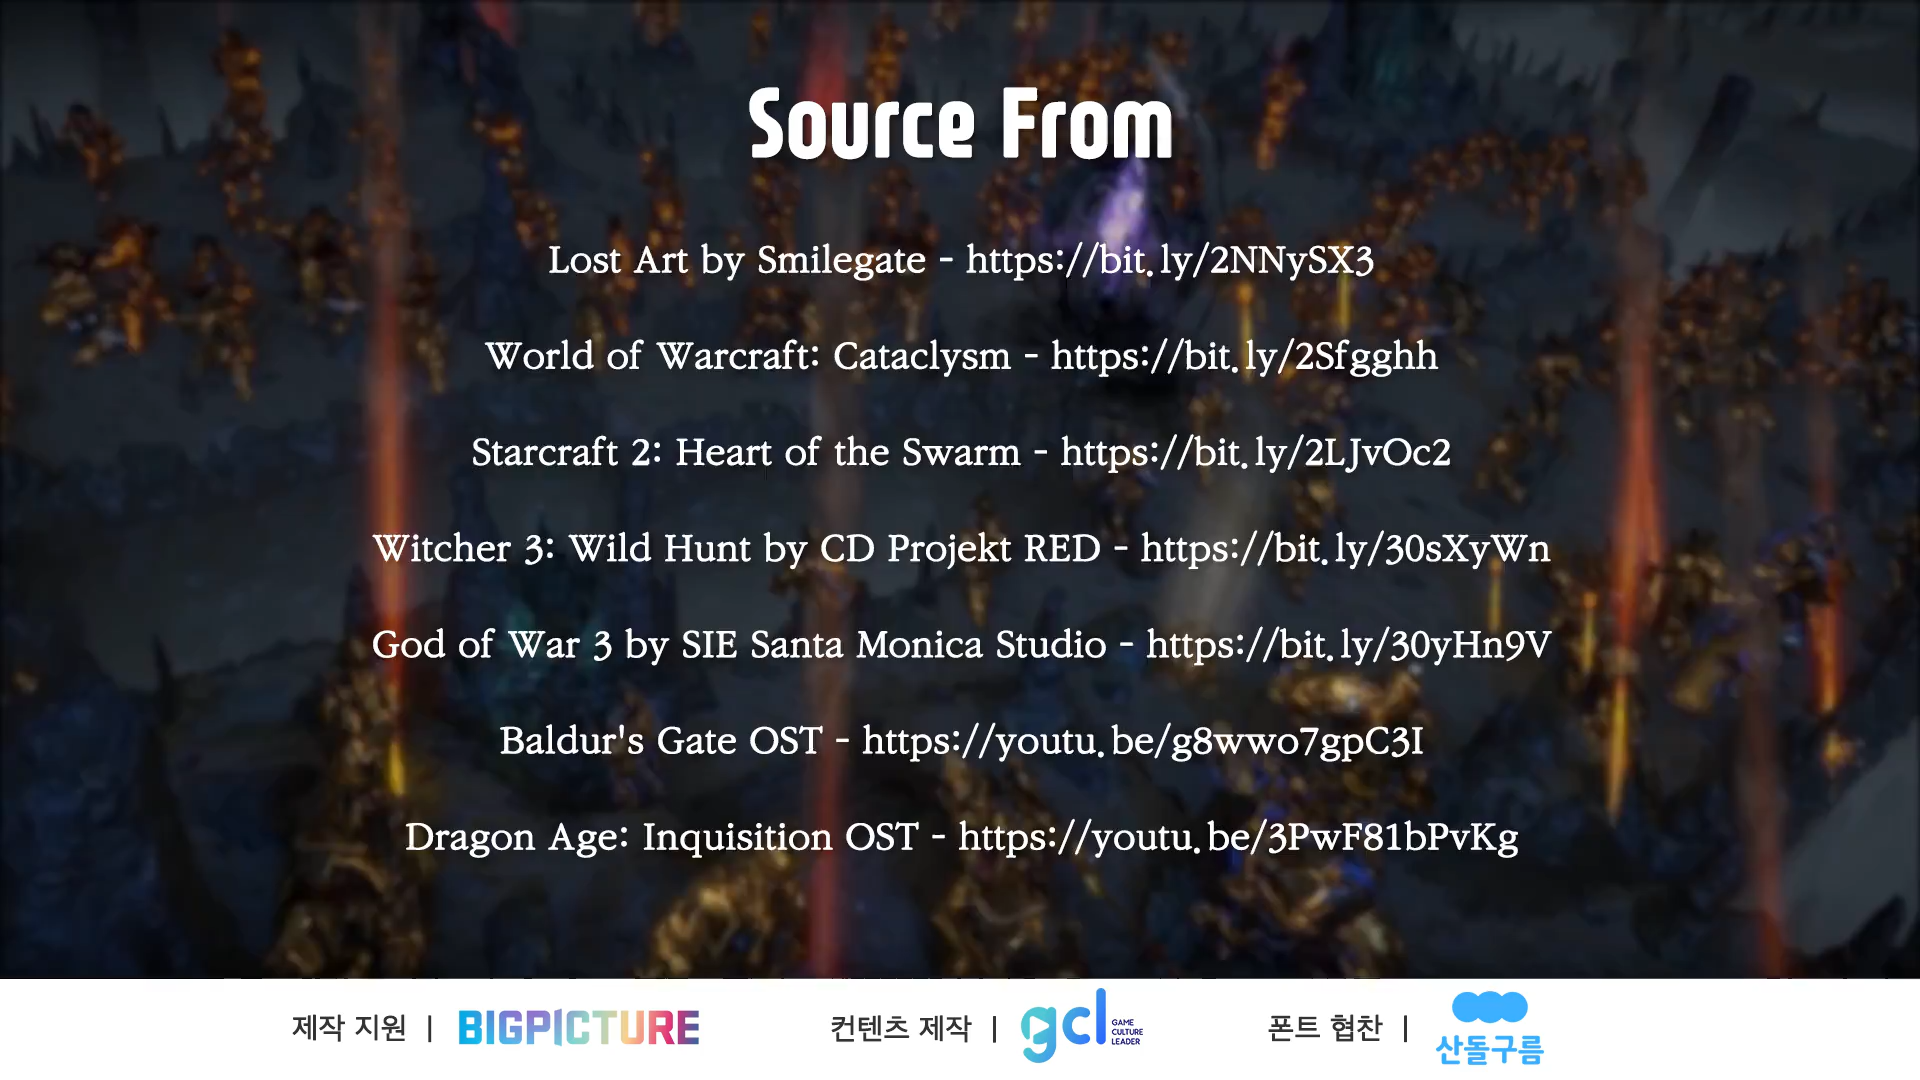 Source From
Lost Art by Smilegate - https://bit.ly/2NNySX3
World of Warcraft: Cataclysm - https://bit.ly/2Sfgghh
Starcraft 2: Heart of the Swarm - https://bit.ly/2LJvOc2
Witcher 3: Wild Hunt by CD Projekt RED - https://bit.ly/30sXyWn
God of War 3 by SIE Santa Monica Studio - https://bit.ly/30yHn9V
Baldur's Gate OST - https://youtu.be/g8wwo7gpC3I
Dragon Age: Inquisition OST - https://youtu.be/3PwF81bPvKg
제작 지원 | BIGPICTURE
컨텐츠 제작 | gcl
GAME
CULTURE
LEADER
폰트 협찬 |
산돌구름